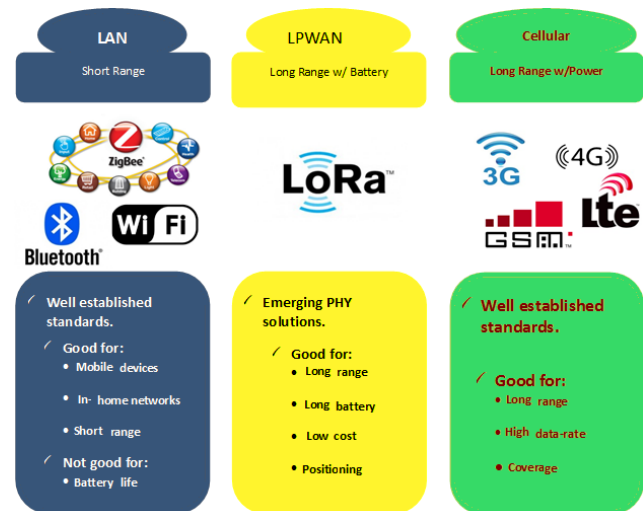 LAN
Short Range
LPWAN
Long Range w/ Battery
Cellular
Long Range w/Power
ZigBee®
Bluetooth®
Wi Fi
LoRa™
3G
4G
GSM™
Lte™
✓ Well established
standards.
✓ Good for:
• Mobile devices
• In- home networks
• Short range
✓ Not good for:
• Battery life
✓ Emerging PHY
solutions.
✓ Good for:
• Long range
• Long battery
• Low cost
• Positioning
✓ Well established
standards.
✓ Good for:
• Long range
• High data-rate
• Coverage